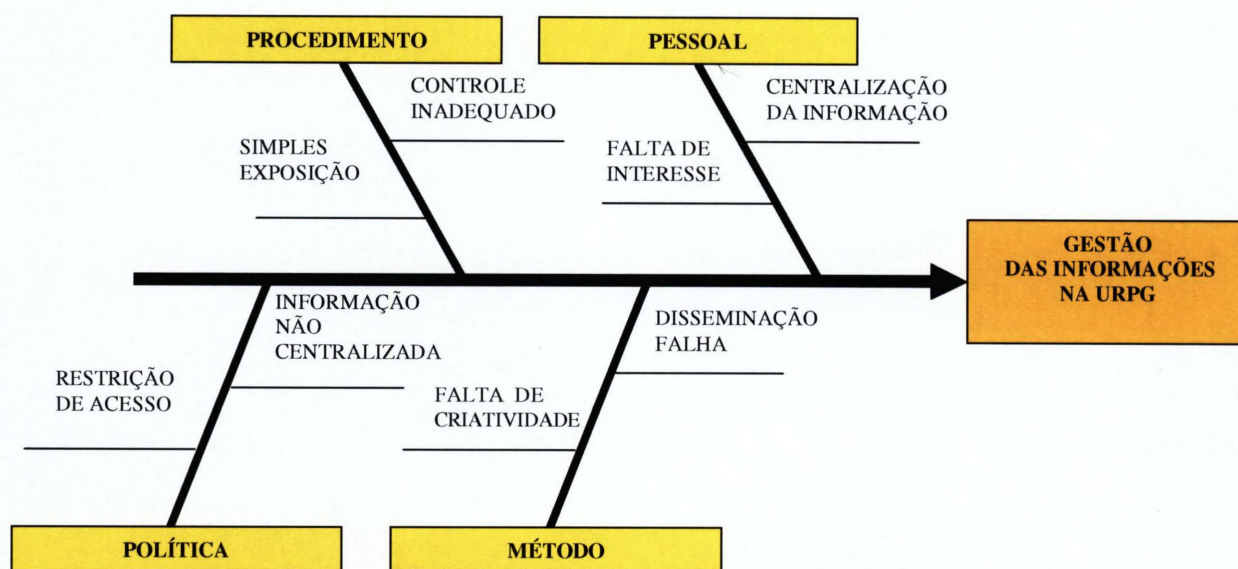 PROCEDIMENTO
PESSOAL
CONTROLE
INADEQUADO
SIMPLES
EXPOSIÇÃO
CENTRALIZAÇÃO
DA INFORMAÇÃO
FALTA DE
INTERESSE
GESTÃO
DAS INFORMAÇÕES
NA URPG
INFORMAÇÃO
NÃO
CENTRALIZADA
RESTRIÇÃO
DE ACESSO
DISSEMINAÇÃO
FALHA
FALTA DE
CRIATIVIDADE
POLÍTICA
MÉTODO